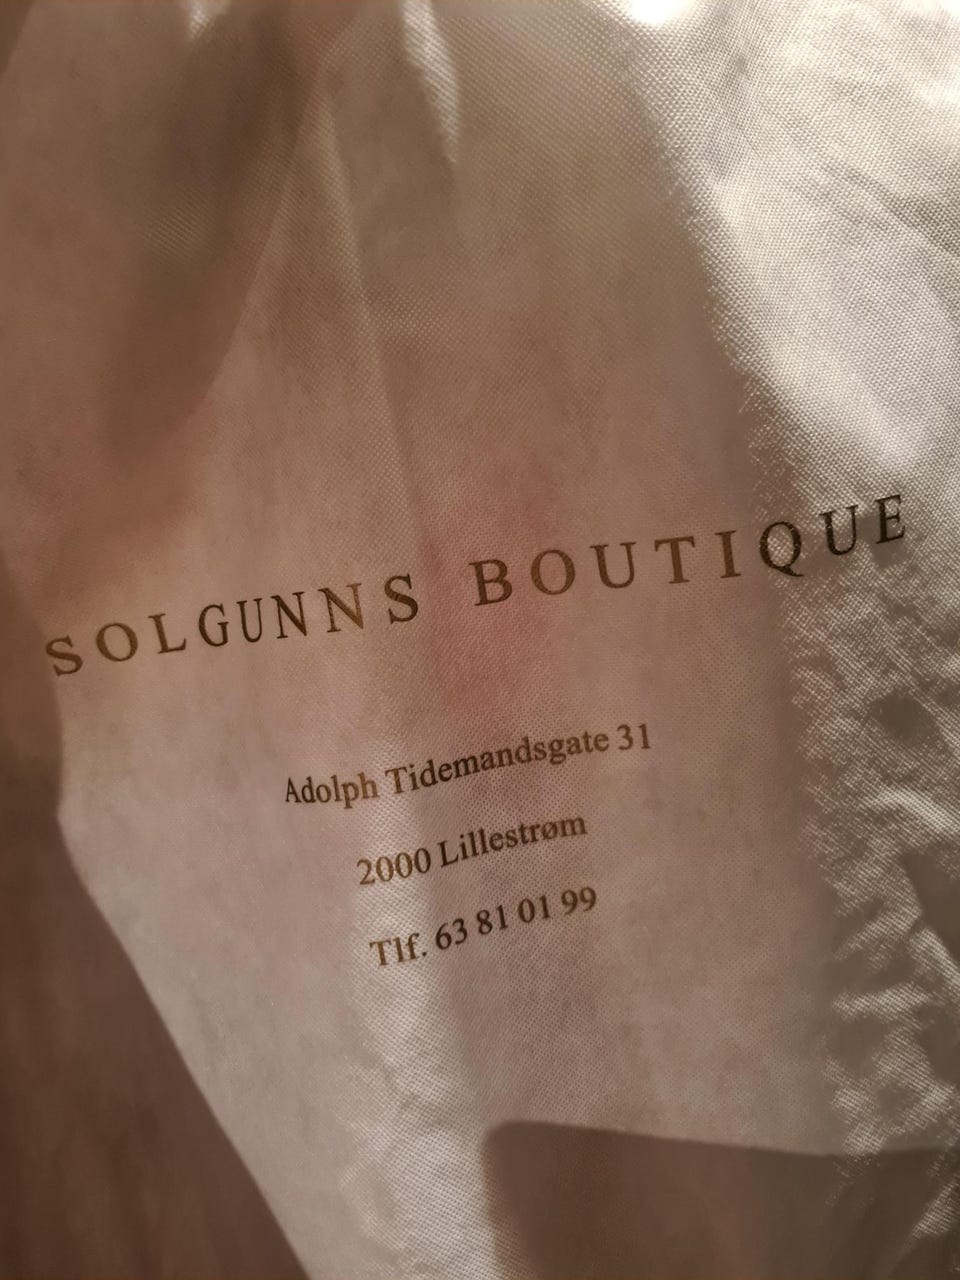 SOLGUNNS BOUTIQUE
Adolph Tidemandsgate 31
2000 Lillestrøm
Tlf. 63 81 01 99